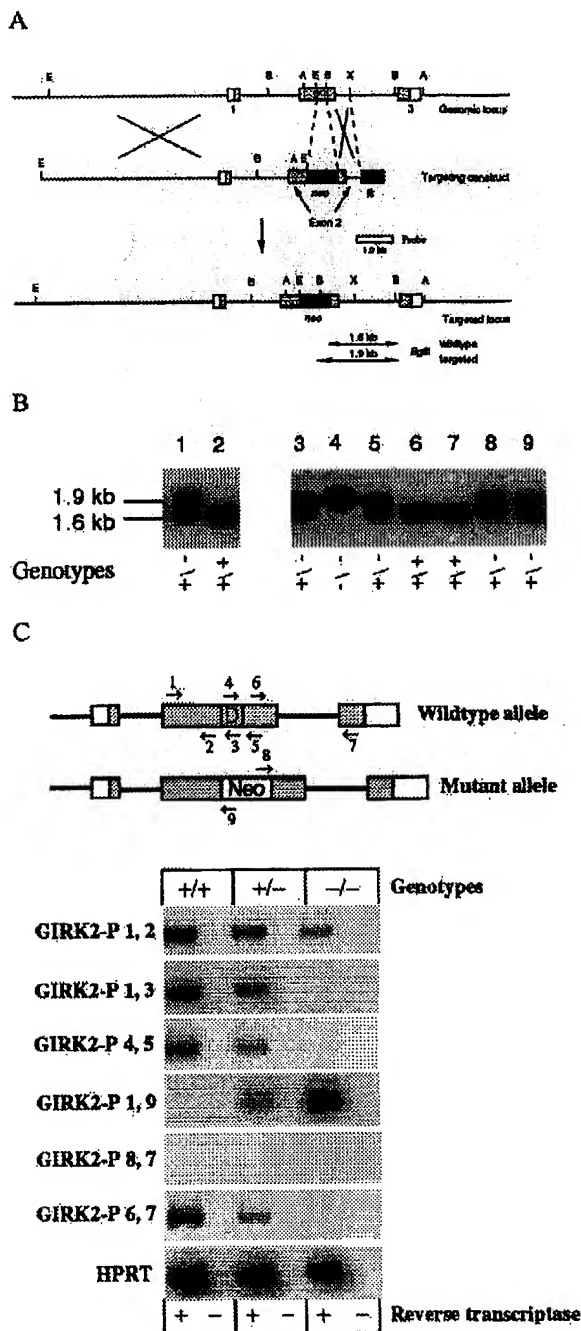 A
E B A E B X B A
1 3
Genomic locus
E B A E
neo
Targeting construct
Exon 2
Probe
1.9 kb
E B A E B X B A
neo
Targeted locus
1.6 kb
Wildtype
BglII
1.9 kb
targeted
B
1 2 3 4 5 6 7 8 9
1.9 kb
1.6 kb
Genotypes
+/- +/+ +/- -/- +/- +/+ +/+ +/- +/-
C
1 4 6
Wildtype allele
2 3 5 7
8
Neo
Mutant allele
9
+/+ +/− −/− Genotypes
GIRK2-P 1, 2
GIRK2-P 1, 3
GIRK2-P 4, 5
GIRK2-P 1, 9
GIRK2-P 8, 7
GIRK2-P 6, 7
HPRT
+ − + − + − Reverse transcriptase